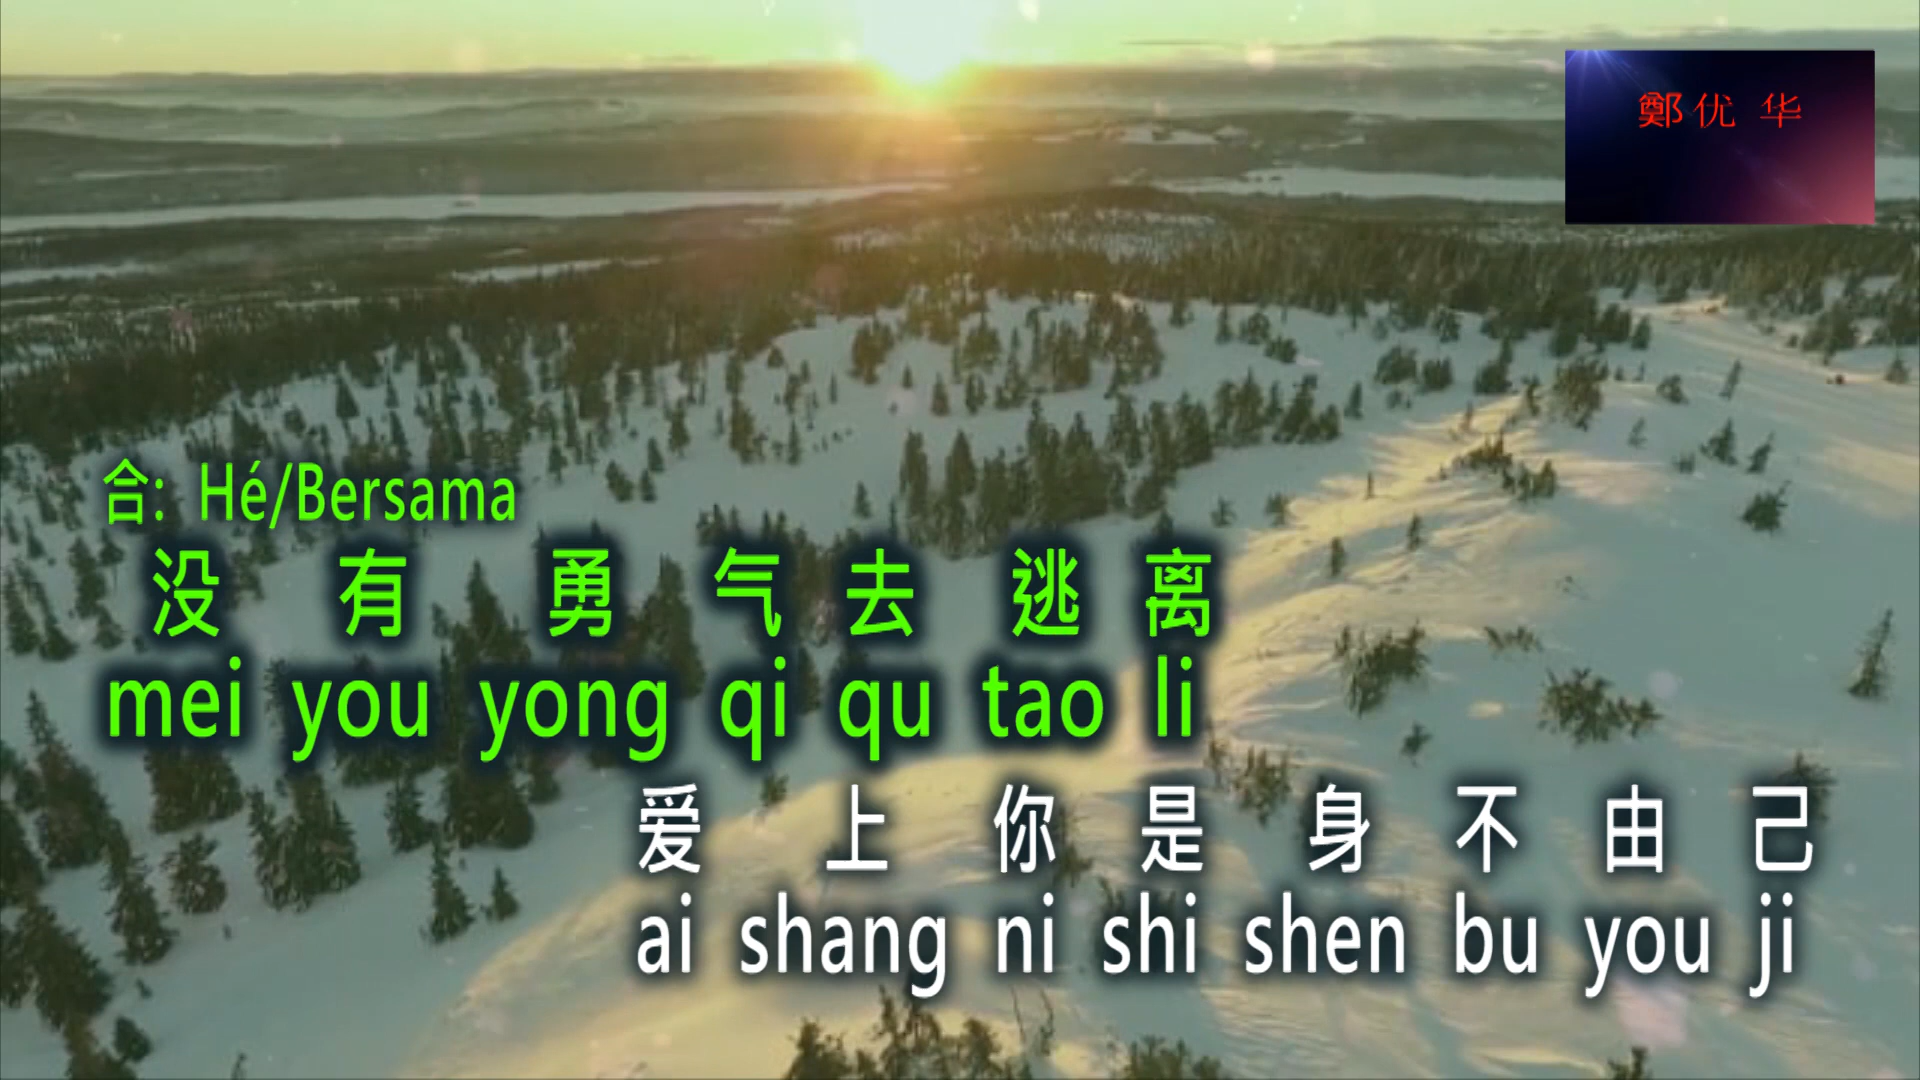 鄭优 华
合: Hé/Bersama
没 有 勇 气 去 逃 离
mei you yong qi qu tao li
爱 上 你 是 身 不 由 己
ai shang ni shi shen bu you ji